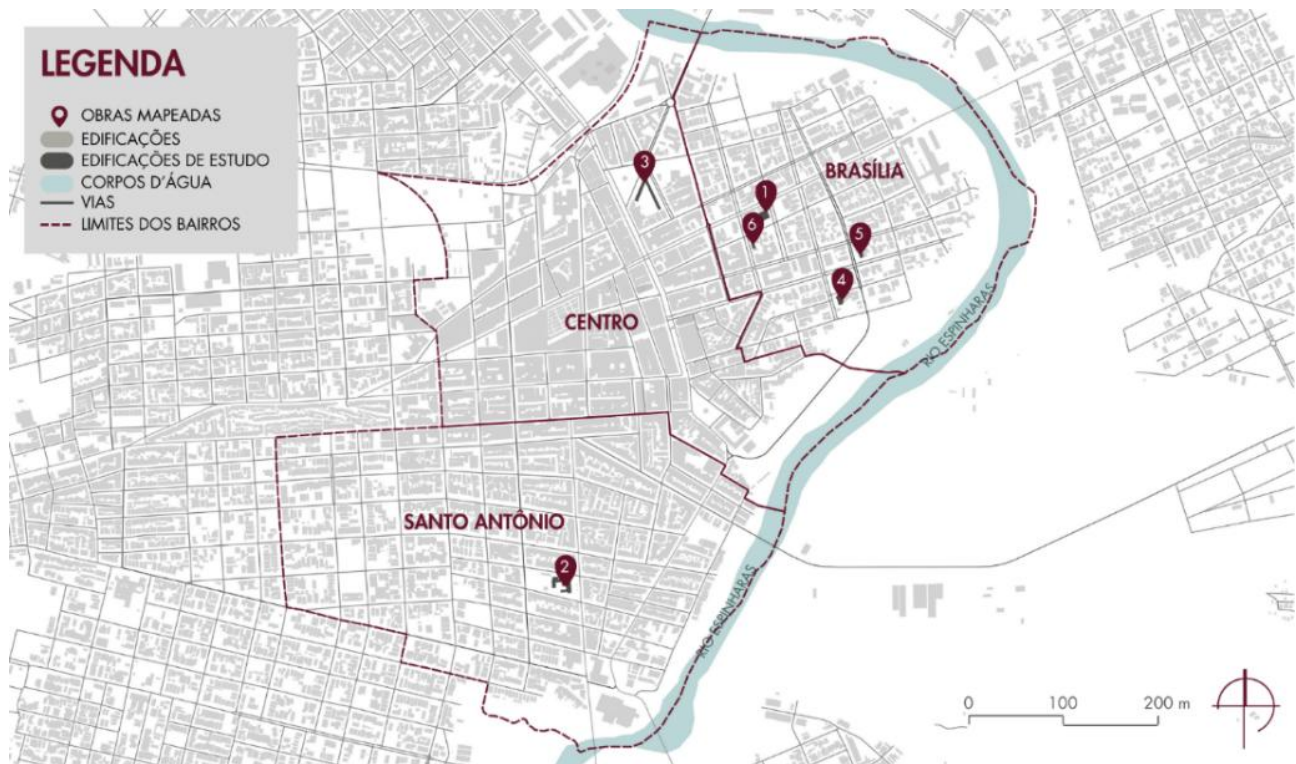 LEGENDA
OBRAS MAPEADAS
EDIFICAÇÕES
EDIFICAÇÕES DE ESTUDO
CORPOS D'ÁGUA
VIAS
LIMITES DOS BAIRROS
3
BRASÍLIA
1
6
5
4
CENTRO
RIO ESPINHARAS
SANTO ANTÔNIO
2
RIO ESPINHARAS
0 100 200 m